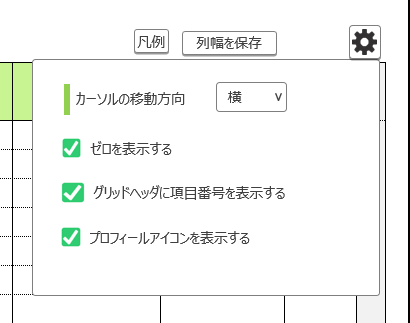 凡例
列幅を保存
カーソルの移動方向
横
ゼロを表示する
グリッドヘッダに項目番号を表示する
プロフィールアイコンを表示する